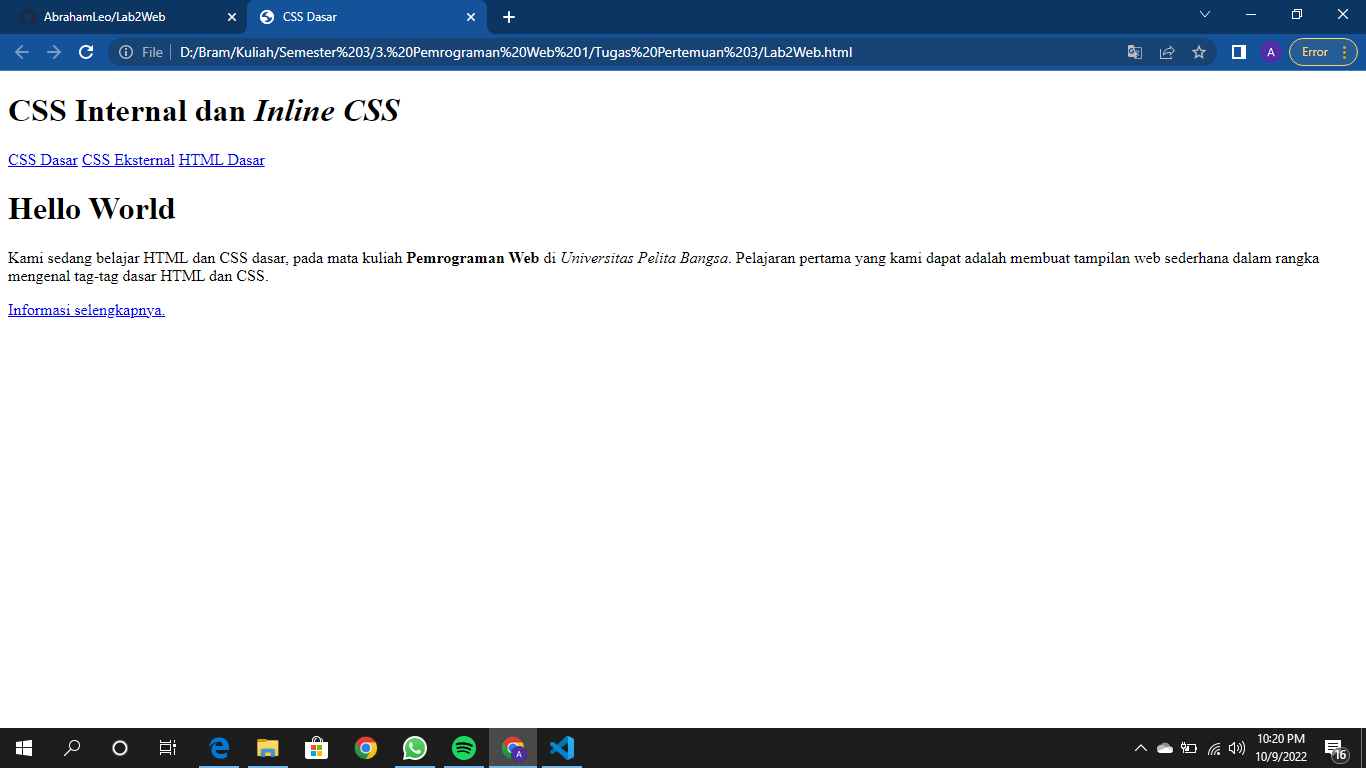 AbrahamLeo/Lab2Web
CSS Dasar
File
D:/Bram/Kuliah/Semester%203/3.%20Pemrograman%20Web%201/Tugas%20Pertemuan%203/Lab2Web.html
A
Error
CSS Internal dan Inline CSS
CSS Dasar CSS Eksternal HTML Dasar
Hello World
Kami sedang belajar HTML dan CSS dasar, pada mata kuliah Pemrograman Web di Universitas Pelita Bangsa. Pelajaran pertama yang kami dapat adalah membuat tampilan web sederhana dalam rangka
mengenal tag-tag dasar HTML dan CSS.
Informasi selengkapnya.
A
10:20 PM
10/9/2022
16